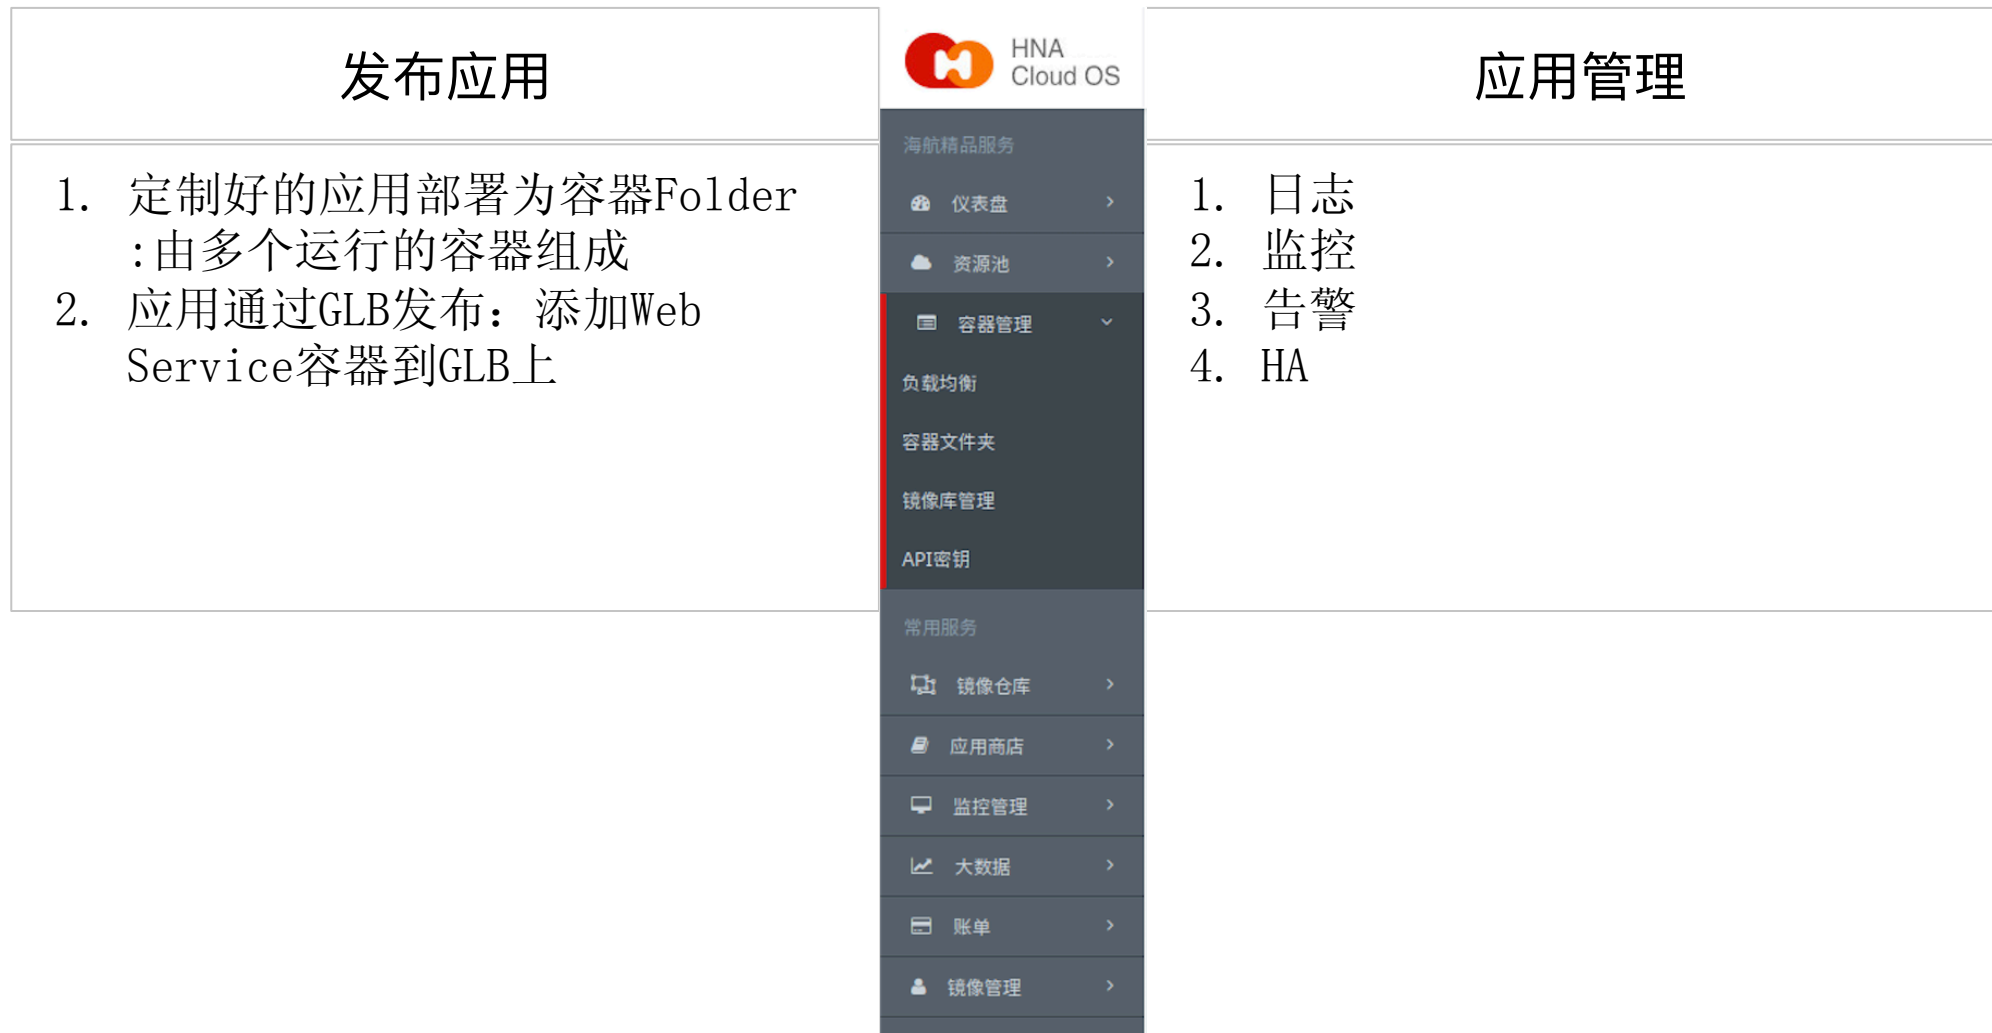 发布应用
1. 定制好的应用部署为容器Folder
:由多个运行的容器组成
2. 应用通过GLB发布：添加Web
Service容器到GLB上
HNA
Cloud OS
海航精品服务
仪表盘
资源池
容器管理
负载均衡
容器文件夹
镜像库管理
API密钥
常用服务
镜像仓库
应用商店
监控管理
大数据
账单
镜像管理
应用管理
1. 日志
2. 监控
3. 告警
4. HA